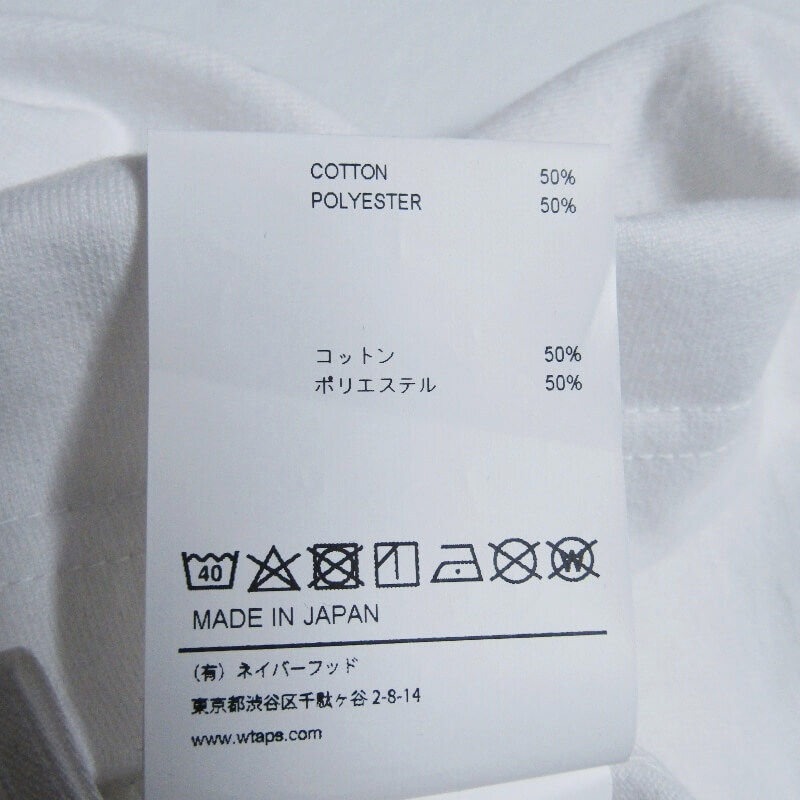 COTTON 50%
POLYESTER 50%
コットン 50%
ポリエステル 50%
40 W
MADE IN JAPAN
(有) ネイバーフッド
東京都渋谷区千駄ヶ谷 2-8-14
www.wtaps.com